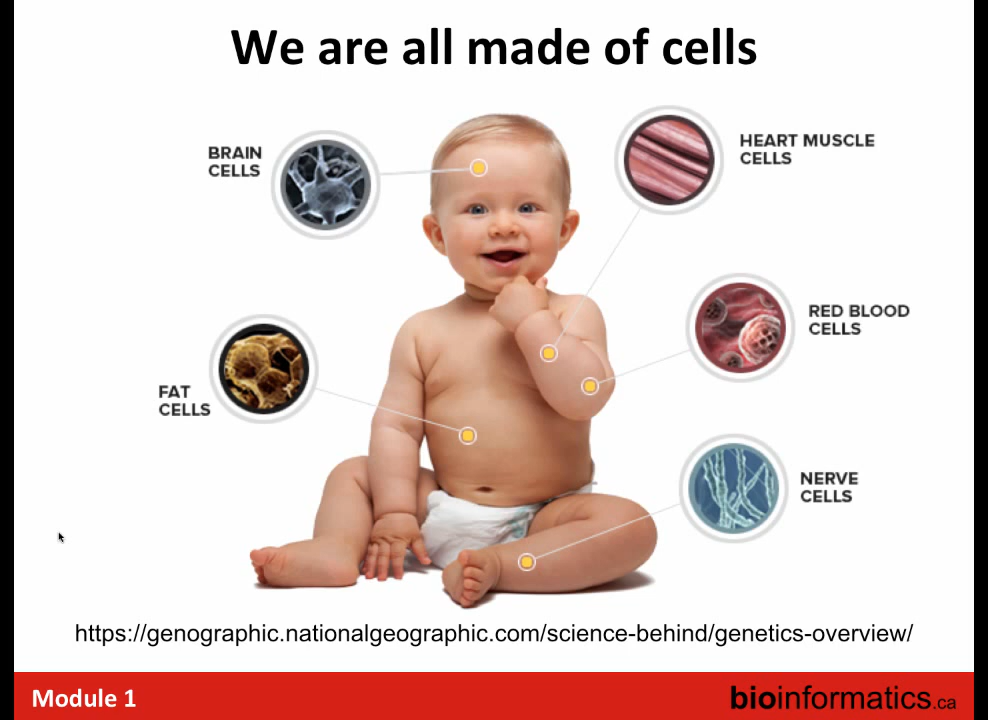 We are all made of cells
BRAIN
CELLS
HEART MUSCLE
CELLS
RED BLOOD
CELLS
FAT
CELLS
NERVE
CELLS
https://genographic.nationalgeographic.com/science-behind/genetics-overview/
Module 1
bioinformatics.ca